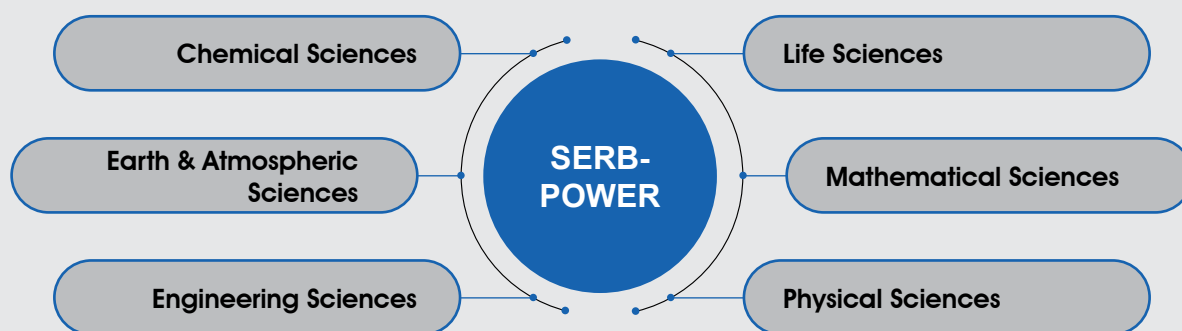 Chemical Sciences
Earth & Atmospheric
Sciences
Engineering Sciences
SERB-
POWER
Life Sciences
Mathematical Sciences
Physical Sciences